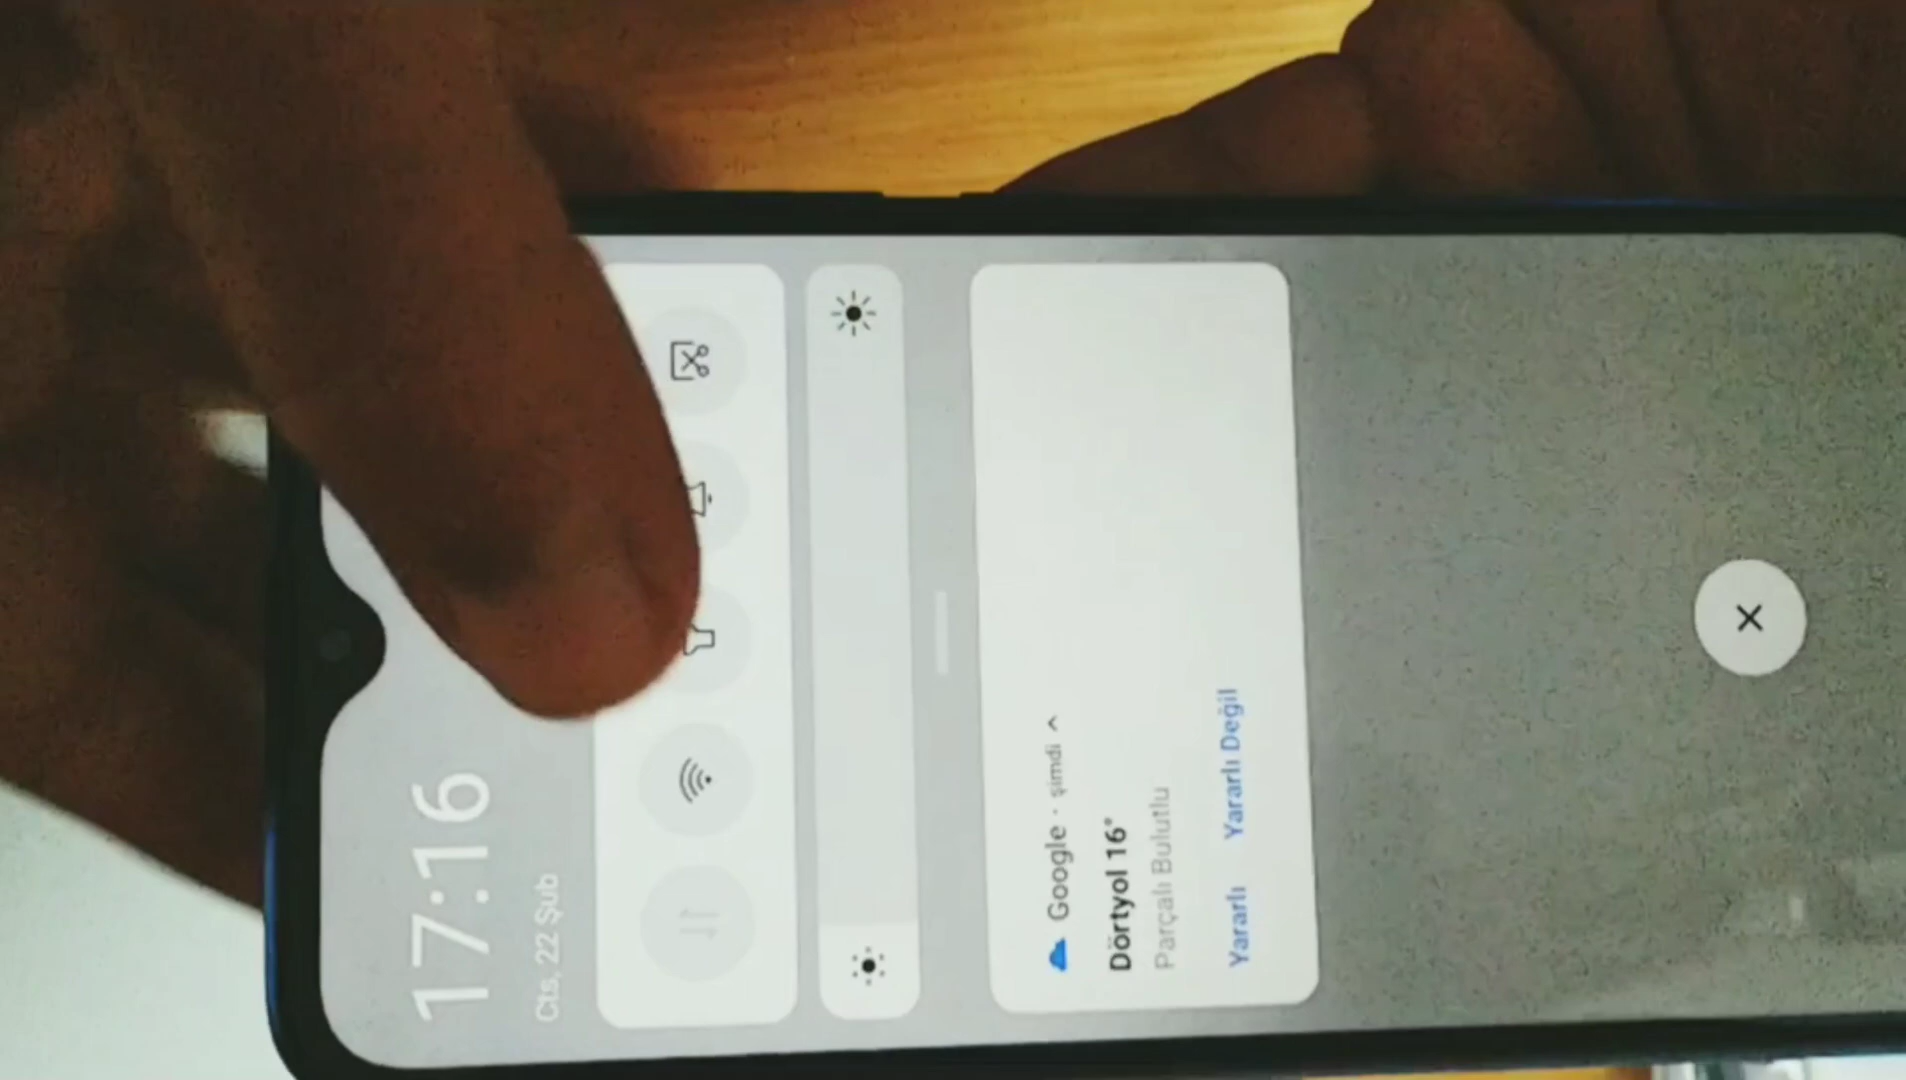 17:16
Cts, 22 Şub
Google · şimdi
Dörtyol 16°
Parçalı Bulutlu
Yararlı Yararlı Değil